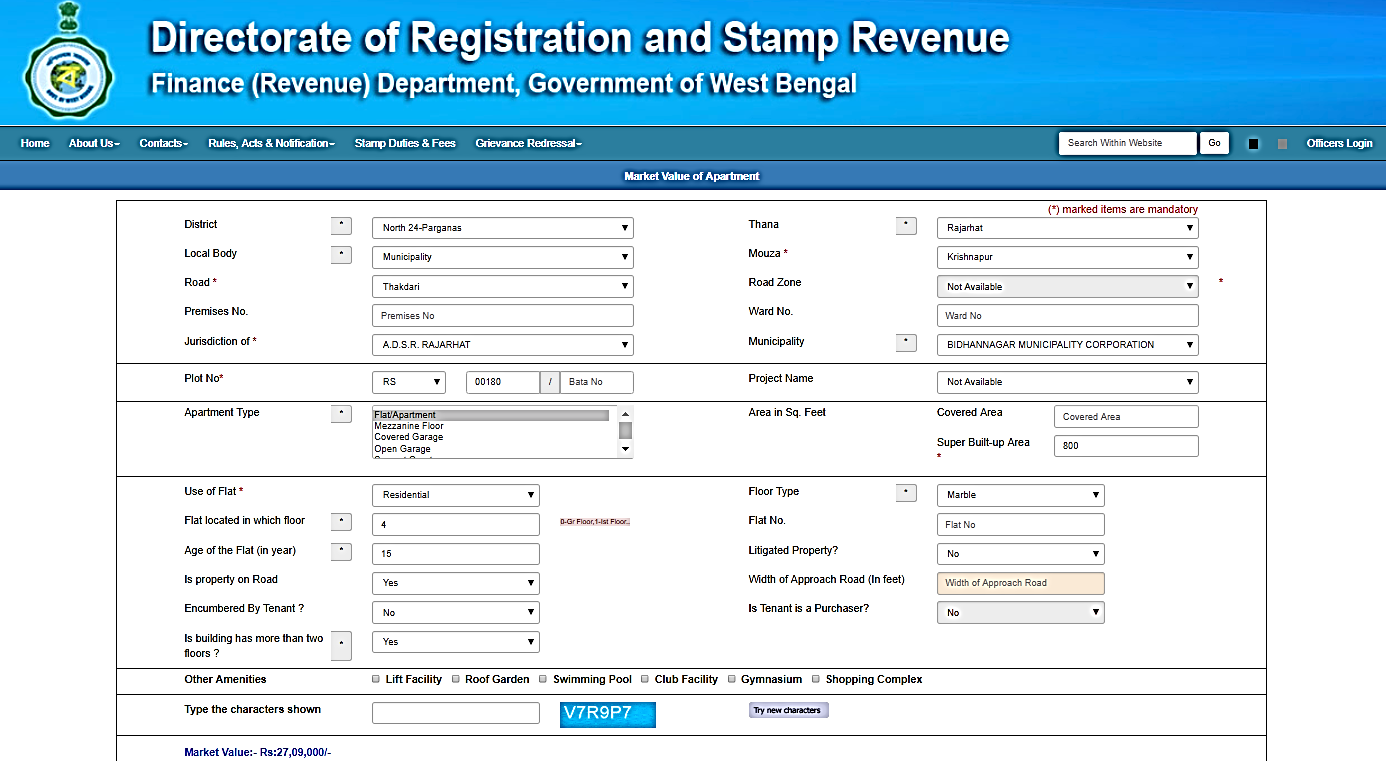 Directorate of Registration and Stamp Revenue
Finance (Revenue) Department, Government of West Bengal
Home About Us Contacts Rules, Acts & Notification Stamp Duties & Fees Grievance Redressal Search Within Website Go Officers Login
Market Value of Apartment
(*) marked items are mandatory
District * North 24-Parganas Thana * Rajarhat
Local Body * Municipality Mouza * Krishnapur
Road * Thakdari Road Zone Not Available *
Premises No. Premises No Ward No. Ward No
Jurisdiction of * A.D.S.R. RAJARHAT Municipality * BIDHANNAGAR MUNICIPALITY CORPORATION
Plot No* RS 00180 / Bata No Project Name Not Available
Apartment Type * Flat/Apartment Area in Sq. Feet Covered Area Covered Area
Mezzanine Floor
Covered Garage
Open Garage
Super Built-up Area * 800
Use of Flat * Residential Floor Type * Marble
Flat located in which floor * 4 0-Gr Floor,1-Ist Floor.. Flat No. Flat No
Age of the Flat (in year) * 15 Litigated Property? No
Is property on Road Yes Width of Approach Road (In feet) Width of Approach Road
Encumbered By Tenant ? No Is Tenant is a Purchaser? No
Is building has more than two floors ? * Yes
Other Amenities Lift Facility Roof Garden Swimming Pool Club Facility Gymnasium Shopping Complex
Type the characters shown V7R9P7 Try new characters
Market Value:- Rs:27,09,000/-